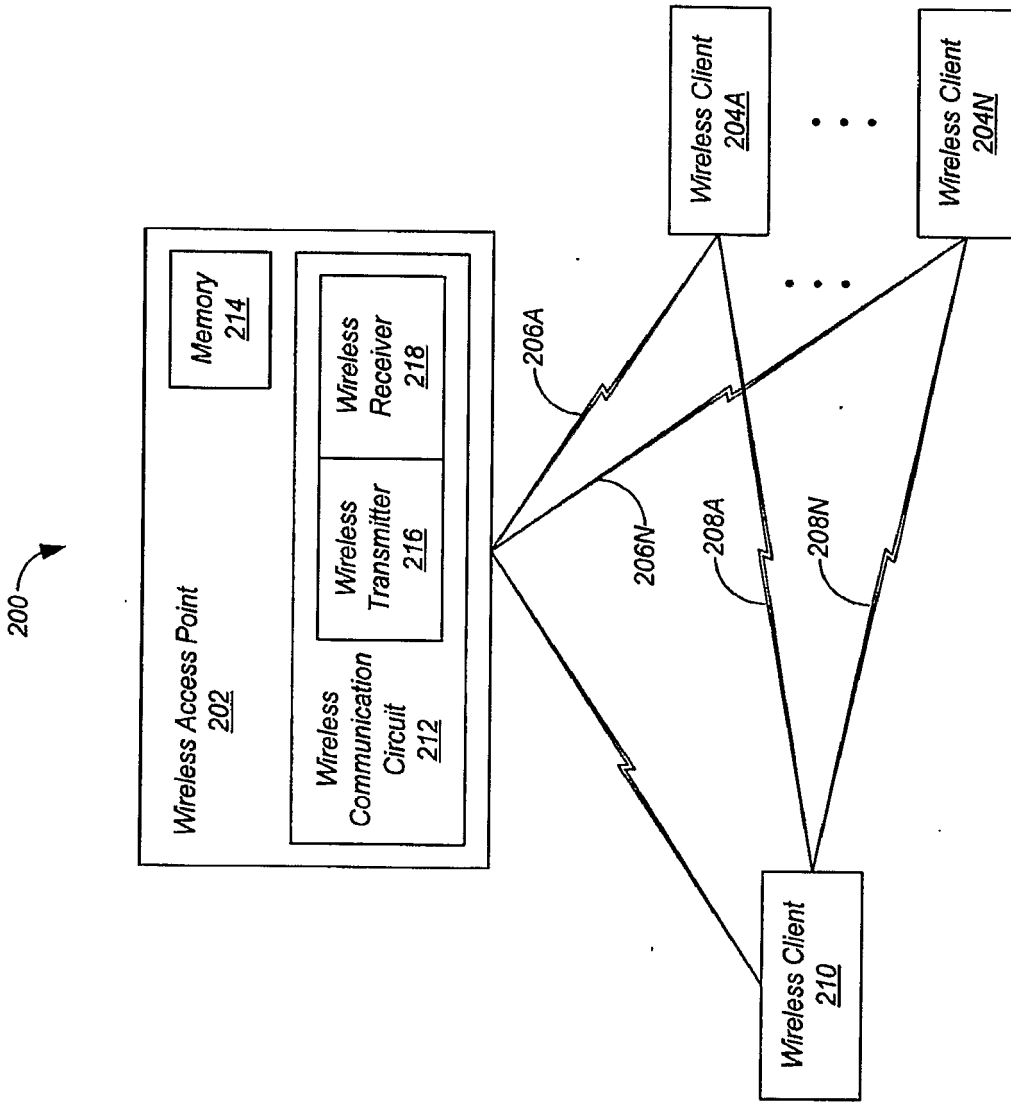 200
Wireless Access Point
202
Memory
214
Wireless
Communication
Circuit
212
Wireless
Transmitter
216
Wireless
Receiver
218
206A
206N
208A
208N
Wireless Client
210
Wireless Client
204A
Wireless Client
204N